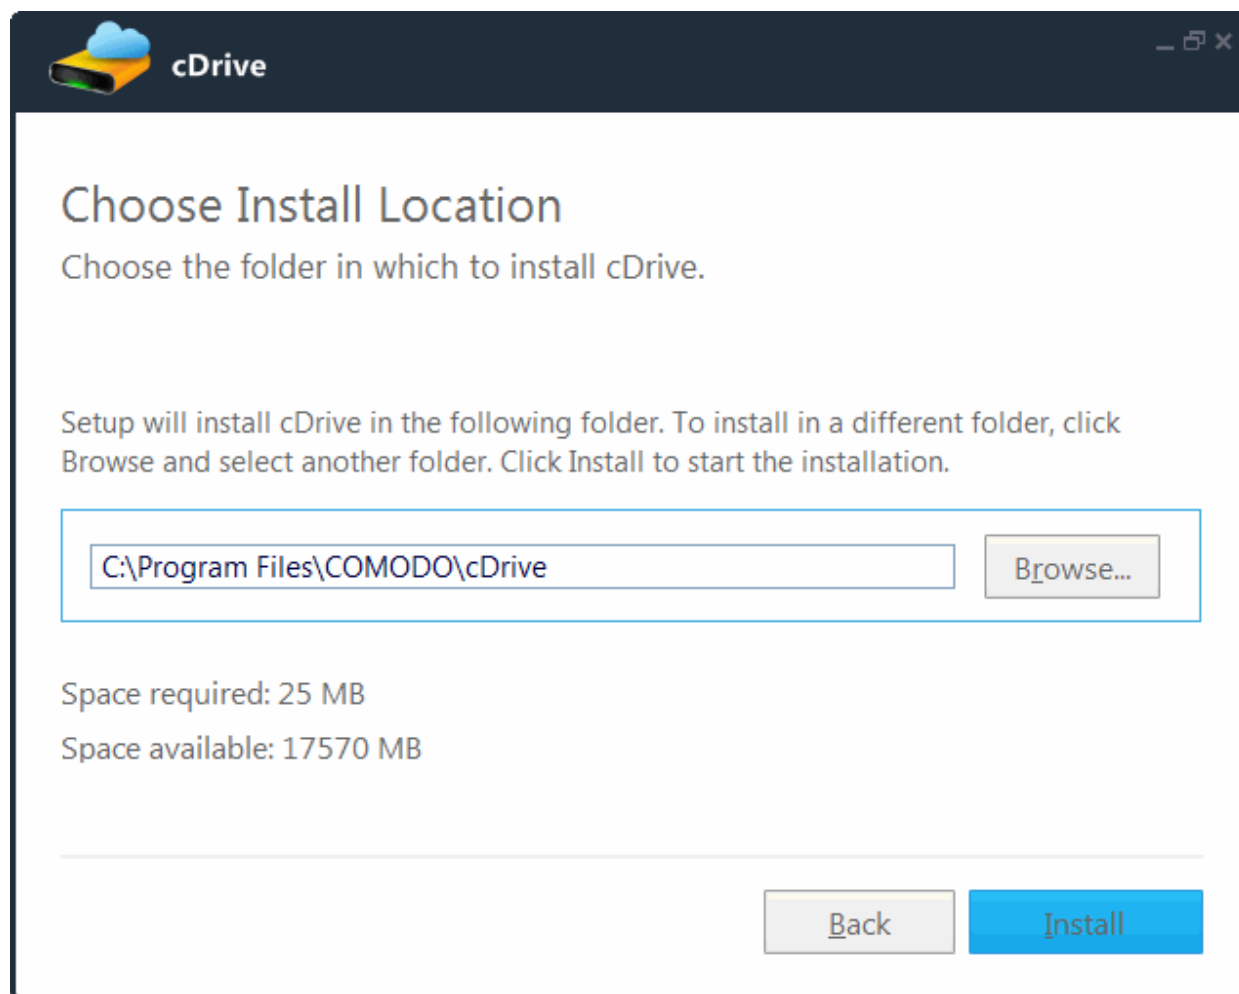 cDrive
Choose Install Location
Choose the folder in which to install cDrive.
Setup will install cDrive in the following folder. To install in a different folder, click
Browse and select another folder. Click Install to start the installation.
C:\Program Files\COMODO\cDrive
Browse...
Space required: 25 MB
Space available: 17570 MB
Back
Install